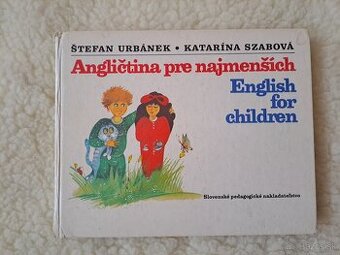 ŠTEFAN URBÁNEK • KATARÍNA SZABOVÁ
Angličtina pre najmenších
English
for
children
Slovenské pedagogické nakladateľstvo